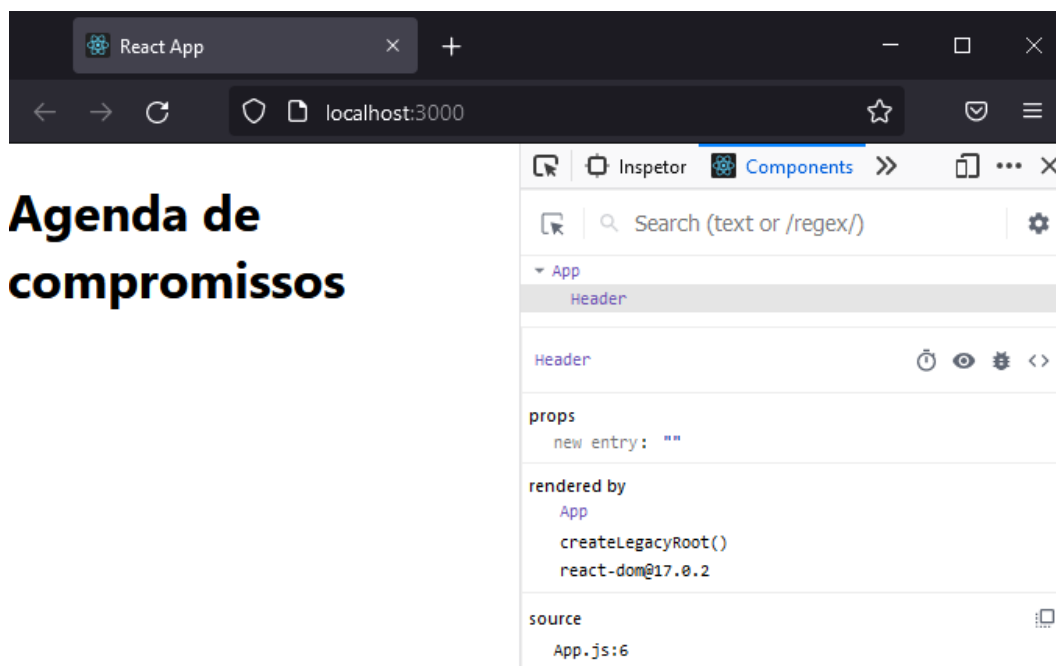 React App
localhost:3000
Agenda de
compromissos
Inspetor Components
Search (text or /regex/)
App
Header
Header
props
new entry: ""
rendered by
App
createLegacyRoot()
react-dom@17.0.2
source
App.js:6